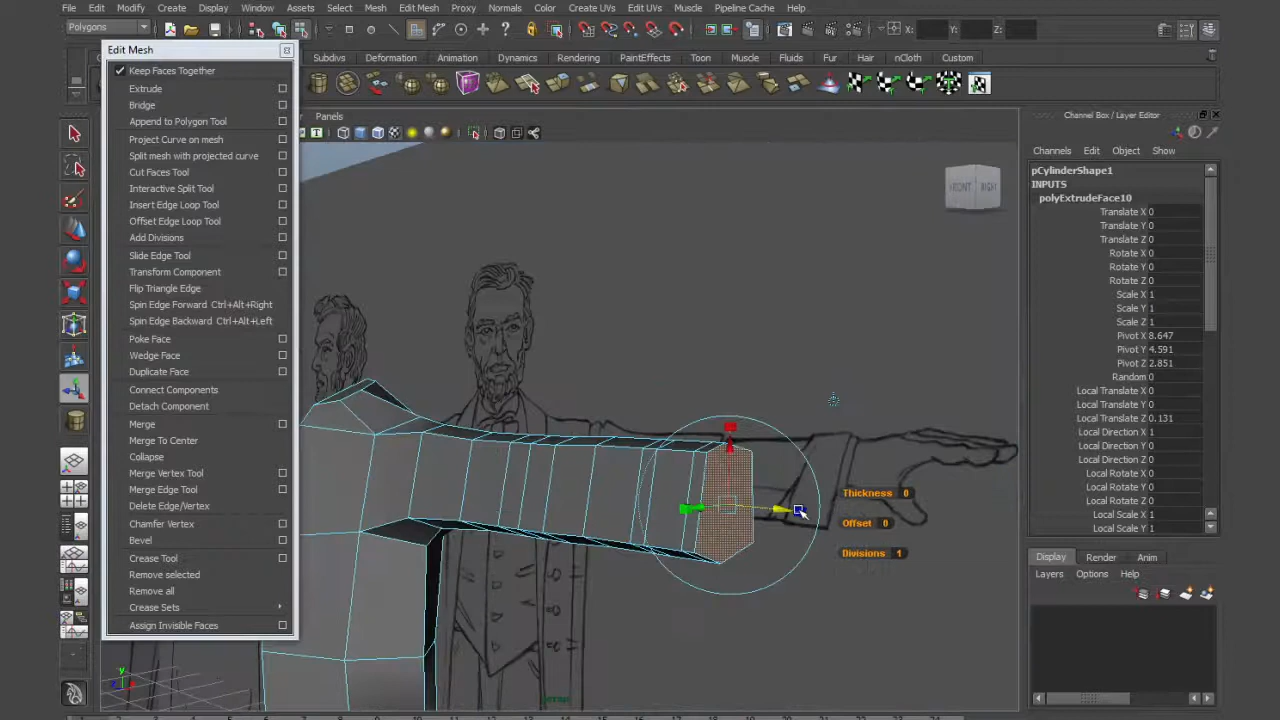 File Edit Modify Create Display Window Assets Select Mesh Edit Mesh Proxy Normals Color Create UVs Edit UVs Muscle Pipeline Cache Help
Polygons
X: Y: Z:
Edit Mesh
Subdivs Deformation Animation Dynamics Rendering PaintEffects Toon Muscle Fluids Fur Hair nCloth Custom
Keep Faces Together
Extrude
Bridge
Append to Polygon Tool
Project Curve on mesh
Split mesh with projected curve
Cut Faces Tool
Interactive Split Tool
Insert Edge Loop Tool
Offset Edge Loop Tool
Add Divisions
Slide Edge Tool
Transform Component
Flip Triangle Edge
Spin Edge Forward Ctrl+Alt+Right
Spin Edge Backward Ctrl+Alt+Left
Poke Face
Wedge Face
Duplicate Face
Connect Components
Detach Component
Merge
Merge To Center
Collapse
Merge Vertex Tool
Merge Edge Tool
Delete Edge/Vertex
Chamfer Vertex
Bevel
Crease Tool
Remove selected
Remove all
Crease Sets
Assign Invisible Faces
Panels
FRONT RIGHT
Thickness 0
Offset 0
Divisions 1
y
persp
Channel Box / Layer Editor
Channels Edit Object Show
pCylinderShape1
INPUTS
polyExtrudeFace10
Translate X 0
Translate Y 0
Translate Z 0
Rotate X 0
Rotate Y 0
Rotate Z 0
Scale X 1
Scale Y 1
Scale Z 1
Pivot X 8.647
Pivot Y 4.591
Pivot Z 2.851
Random 0
Local Translate X 0
Local Translate Y 0
Local Translate Z 0.131
Local Direction X 1
Local Direction Y 0
Local Direction Z 0
Local Rotate X 0
Local Rotate Y 0
Local Rotate Z 0
Local Scale X 1
Local Scale Y 1
Display Render Anim
Layers Options Help